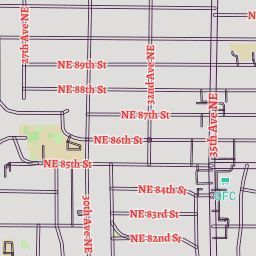 27th Ave NE
NE 89th St
32nd Ave NE
NE 88th St
35th Ave NE
NE 87th St
NE 86th St
NE 85th St
NE 84th St
30th Ave NE
NE 83rd St
NE 82nd St